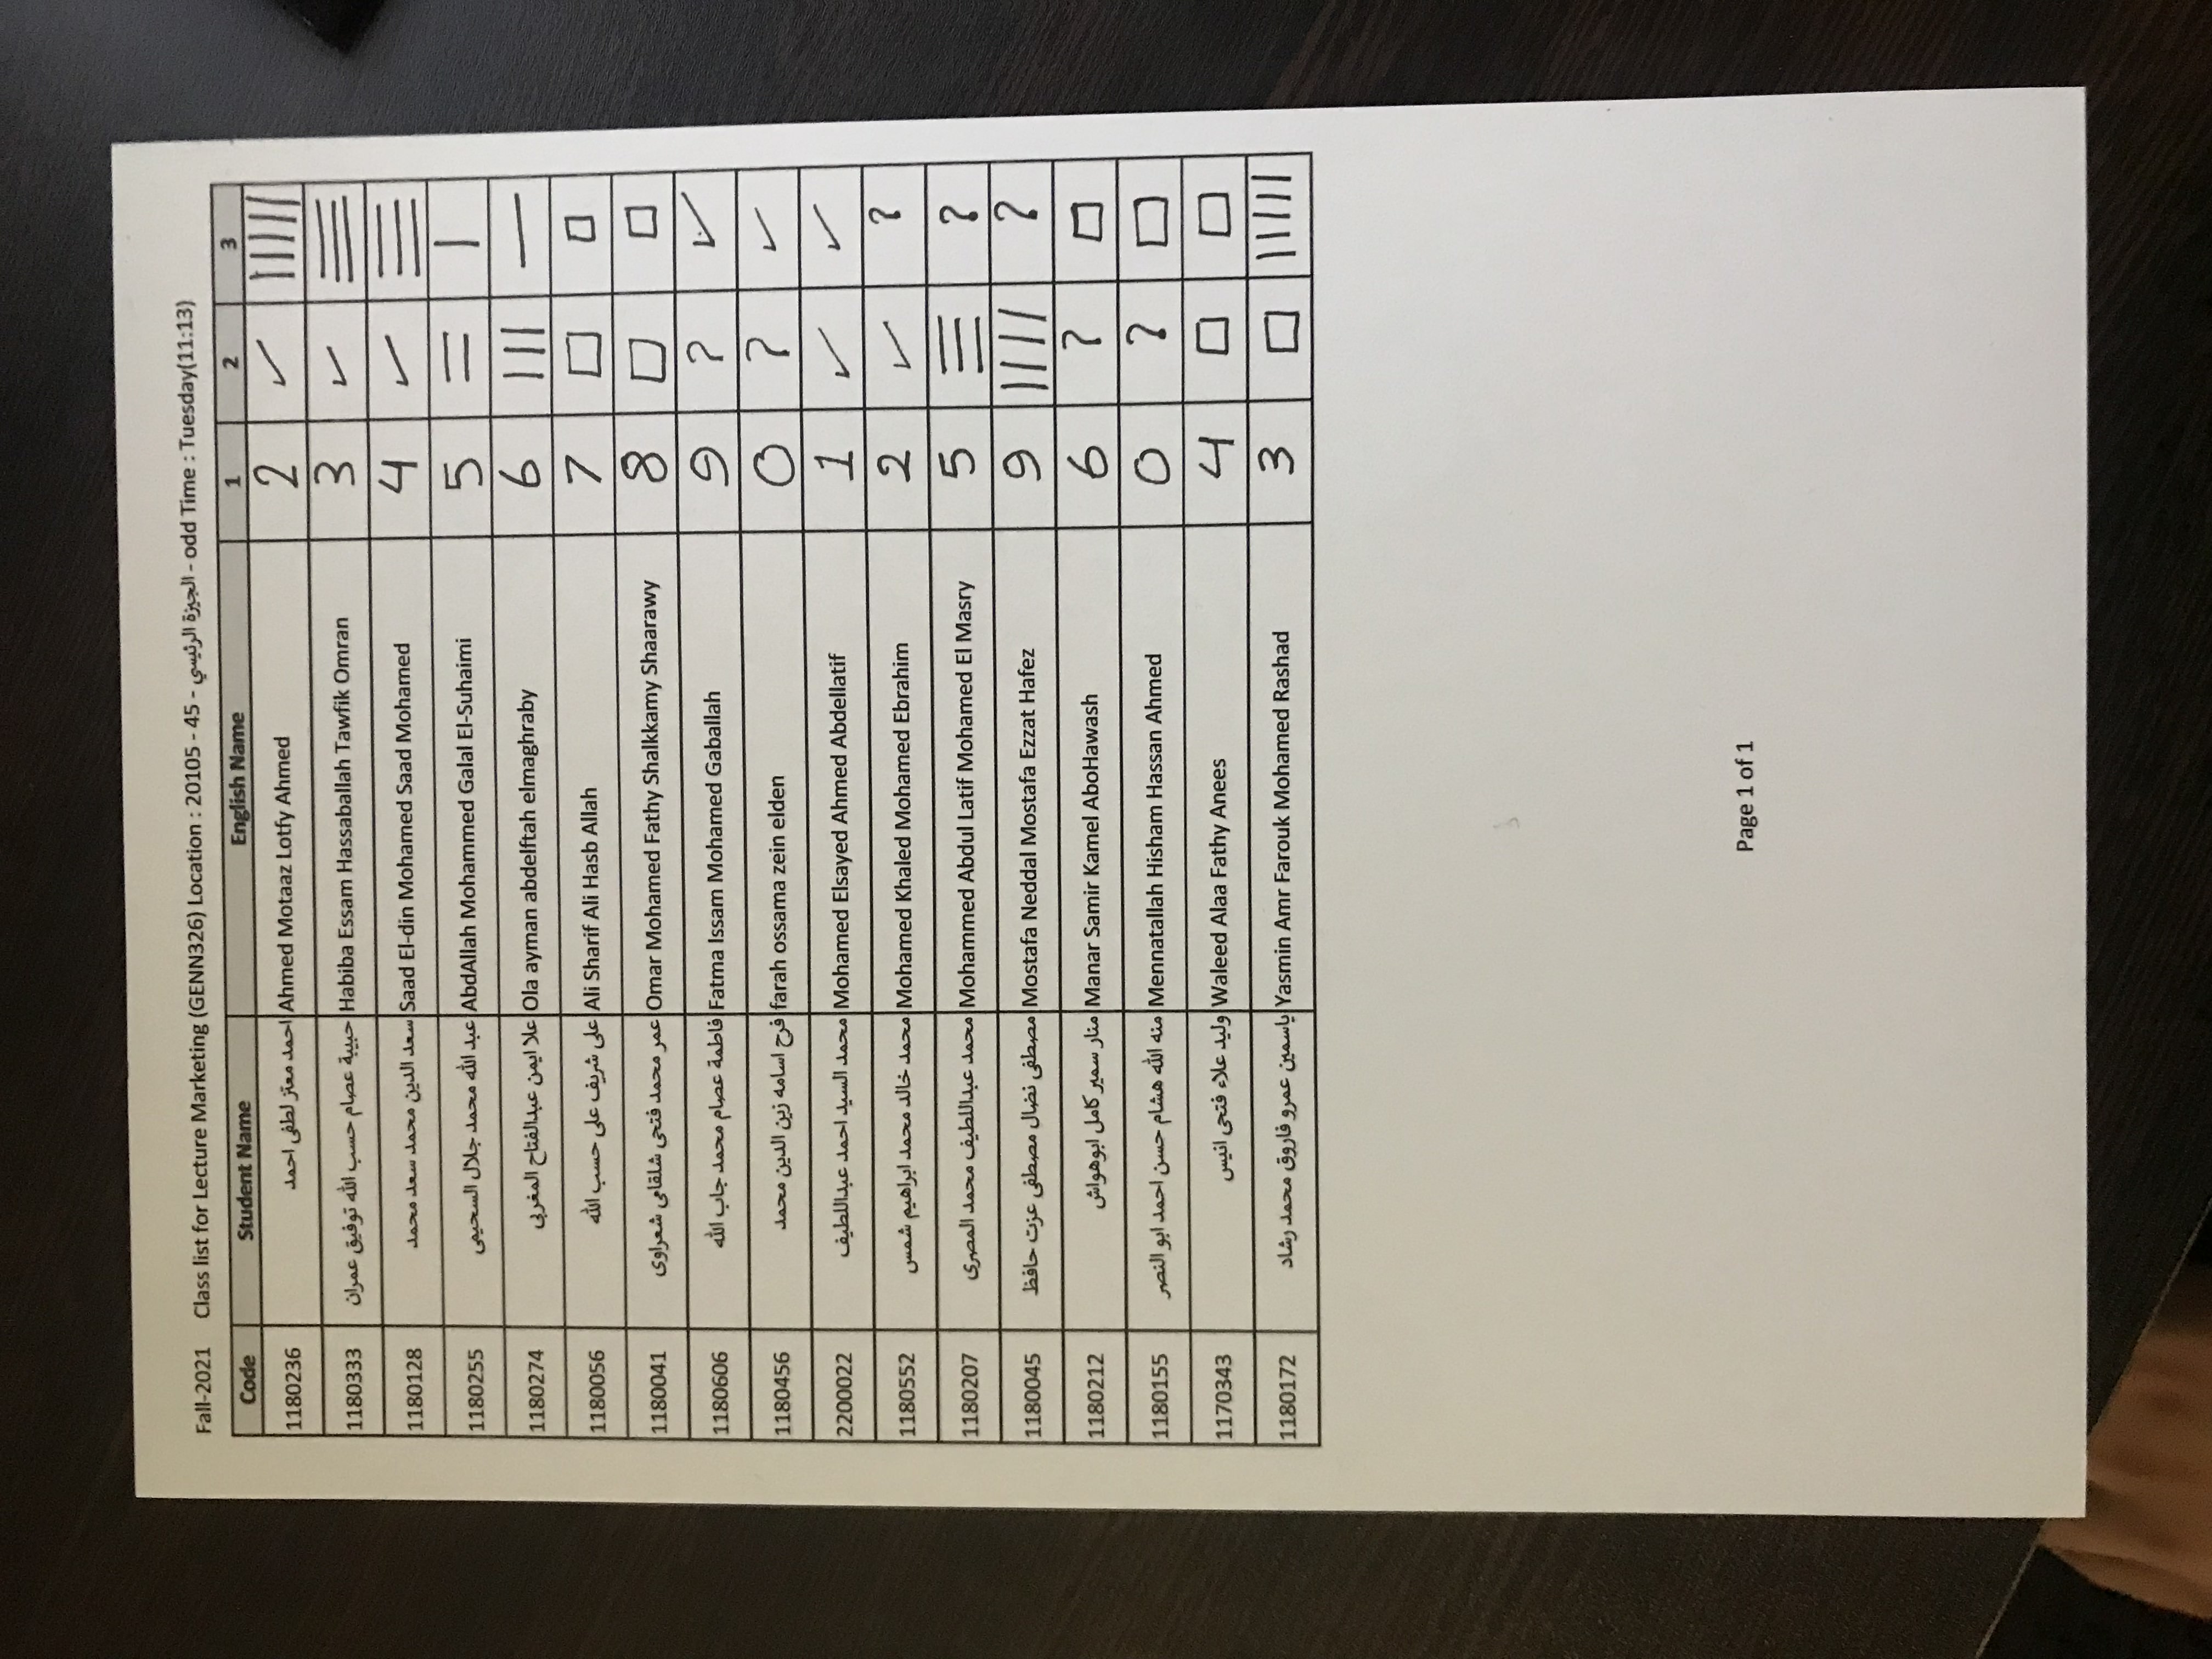 Fall-2021 Class list for Lecture Marketing (GENN326) Location : 20105 - 45 - الجيزة الرئيسي - odd Time : Tuesday(11:13)
Code Student Name English Name 1 2 3
1180236 احمد معتز لطفى احمد Ahmed Motaaz Lotfy Ahmed 2 ✓ |||||
1180333 حبيبة عصام حسب الله توفيق عمران Habiba Essam Hassaballah Tawfik Omran 3 ✓ ☰
1180128 سعد الدين محمد سعد محمد Saad El-din Mohamed Saad Mohamed 4 ✓ ☰
1180255 عبد الله محمد جلال السحيمى AbdAllah Mohammed Galal El-Suhaimi 5 = |
1180274 علا ايمن عبدالفتاح المغربى Ola ayman abdelftah elmaghraby 6 ||| —
1180056 على شريف على حسب الله Ali Sharif Ali Hasb Allah 7 □ □
1180041 عمر محمد فتحى شلقامى شعراوى Omar Mohamed Fathy Shalkkamy Shaarawy 8 □ □
1180606 فاطمة عصام محمد جاب الله Fatma Issam Mohamed Gaballah 9 ? ✓
1180456 فرح اسامه زين الدين محمد farah ossama zein elden 0 ? ✓
2200022 محمد السيد احمد عبداللطيف Mohamed Elsayed Ahmed Abdellatif 1 ✓ ✓
1180552 محمد خالد محمد ابراهيم شمس Mohamed Khaled Mohamed Ebrahim 2 ✓ ?
1180207 محمد عبداللطيف محمد المصرى Mohammed Abdul Latif Mohamed El Masry 5 ☰ ?
1180045 مصطفى نضال مصطفى عزت حافظ Mostafa Neddal Mostafa Ezzat Hafez 9 |||| ?
1180212 منار سمير كامل ابوهواش Manar Samir Kamel AboHawash 6 ? □
1180155 منه الله هشام حسن احمد ابو النصر Mennatallah Hisham Hassan Ahmed 0 ? □
1170343 وليد علاء فتحى انيس Waleed Alaa Fathy Anees 4 □ □
1180172 ياسمين عمرو فاروق محمد رشاد Yasmin Amr Farouk Mohamed Rashad 3 □ |||||
Page 1 of 1